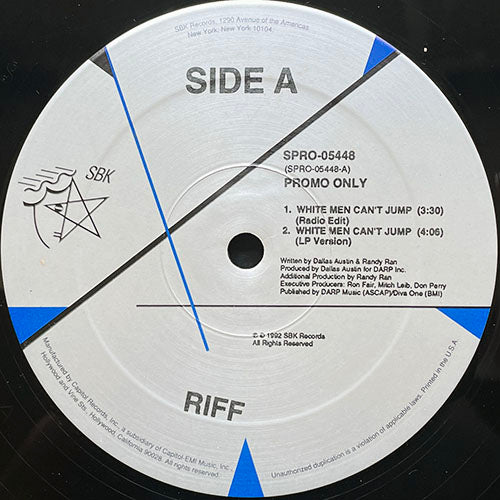 SBK Records, 1290 Avenue of the Americas
New York, New York 10104.
SIDE A
SBK
SPRO-05448
(SPRO-05448-A)
PROMO ONLY
1. WHITE MEN CAN'T JUMP (3:30)
(Radio Edit)
2. WHITE MEN CAN'T JUMP (4:06)
(LP Version)
Written by Dallas Austin & Randy Ran
Produced by Dallas Austin for DARP Inc.
Additional Production by Randy Ran
Executive Producers: Ron Fair, Mitch Leib, Don Perry
Published by DARP Music (ASCAP)/Diva One (BMI)
℗ © 1992 SBK Records
All Rights Reserved
RIFF
Manufactured by Capitol Records, Inc., a subsidiary of Capitol-EMI Music, Inc.,
Hollywood and Vine Sts., Hollywood,
California 90028. All rights reserved.
Unauthorized duplication is a violation of applicable laws. Printed in the U.S.A.